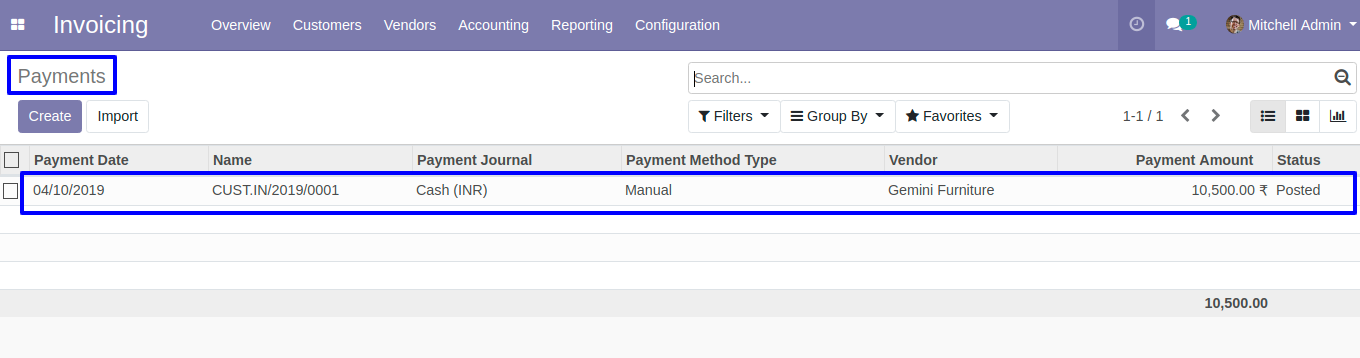 Invoicing Overview Customers Vendors Accounting Reporting Configuration 1 Mitchell Admin
Payments Search...
Create Import Filters Group By Favorites 1-1 / 1
Payment Date Name Payment Journal Payment Method Type Vendor Payment Amount Status
04/10/2019 CUST.IN/2019/0001 Cash (INR) Manual Gemini Furniture 10,500.00 ₹ Posted
10,500.00